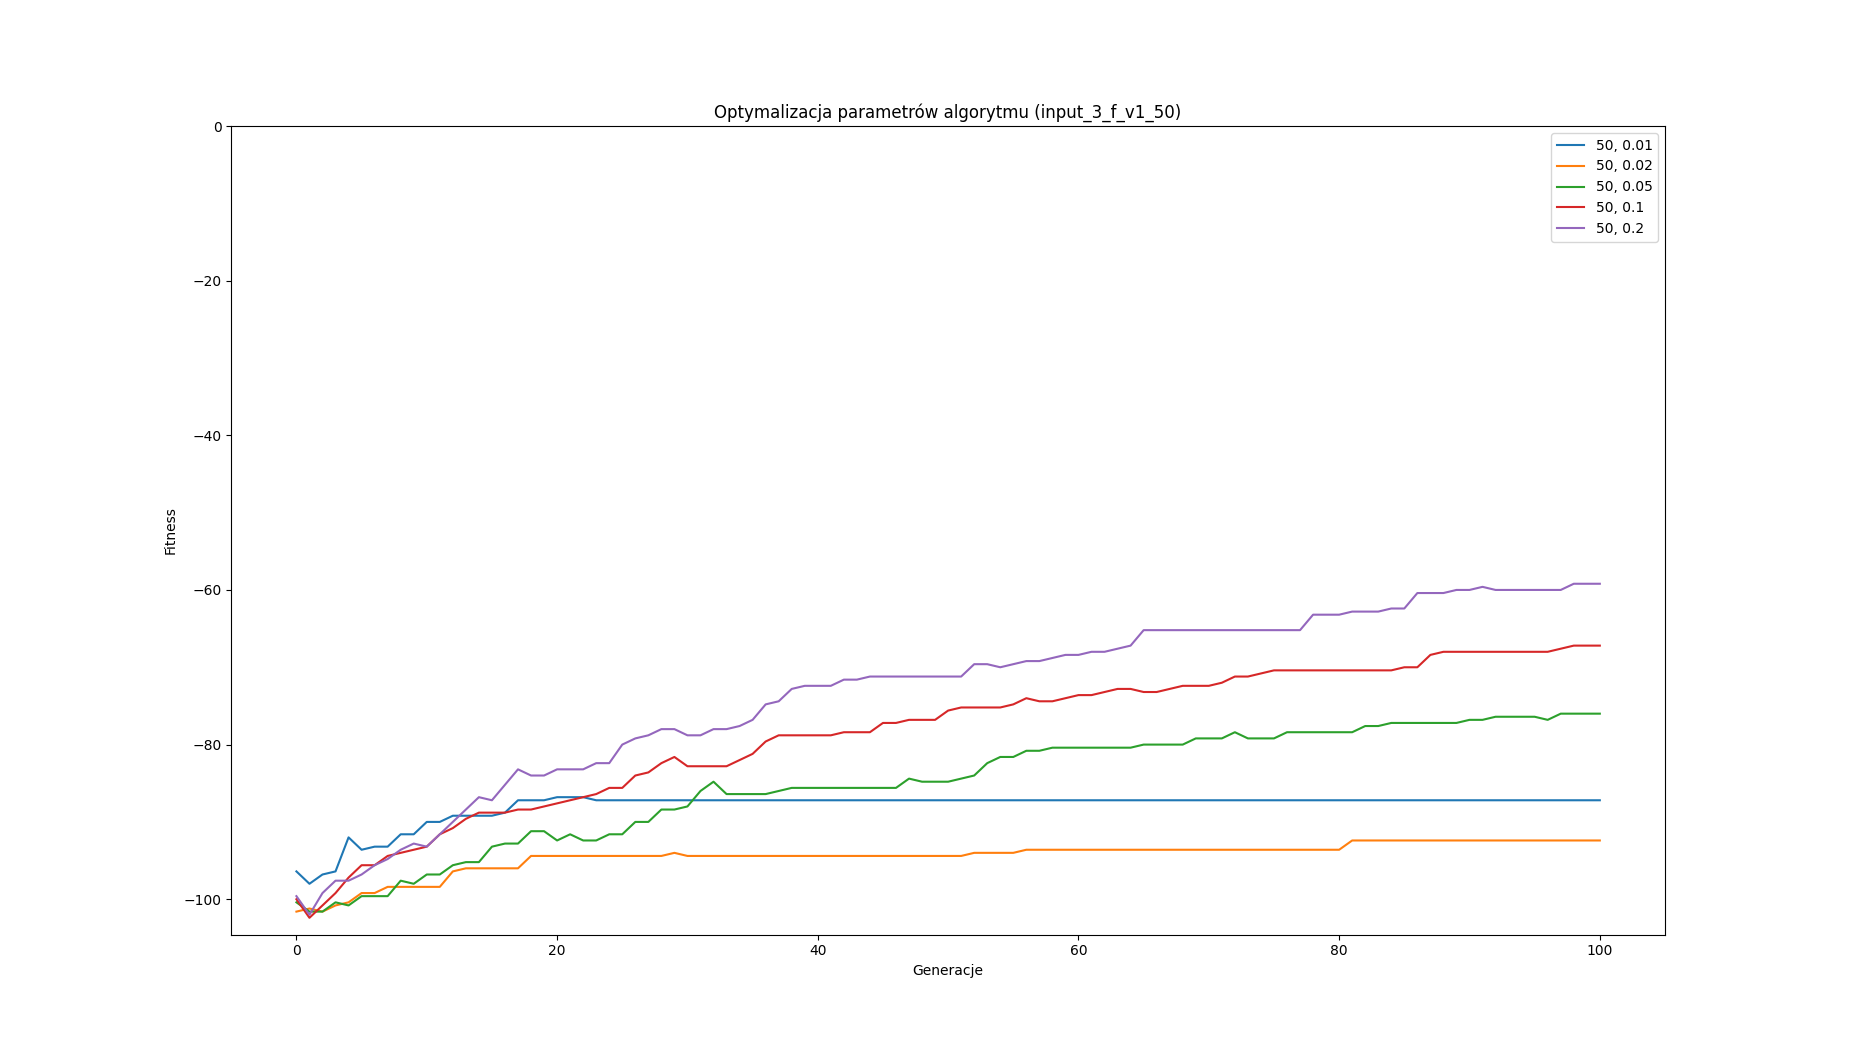 Optymalizacja parametrów algorytmu (input_3_f_v1_50)
50, 0.01
50, 0.02
50, 0.05
50, 0.1
50, 0.2
0
−20
−40
−60
−80
−100
Fitness
0 20 40 60 80 100
Generacje